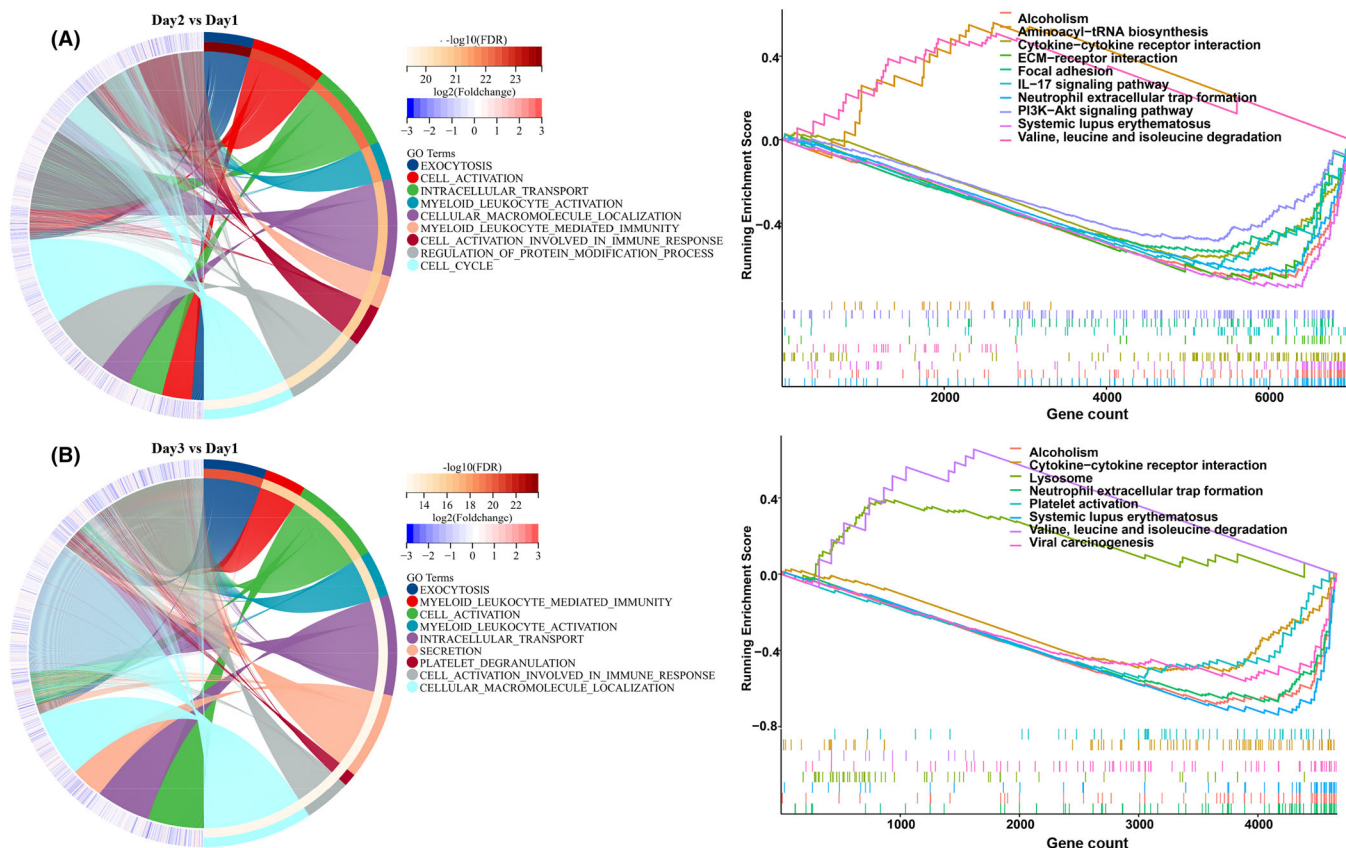 (A)
Day2 vs Day1
-log10(FDR)
20 21 22 23
log2(Foldchange)
−3 −2 −1 0 1 2 3
GO Terms
EXOCYTOSIS
CELL_ACTIVATION
INTRACELLULAR_TRANSPORT
MYELOID_LEUKOCYTE_ACTIVATION
CELLULAR_MACROMOLECULE_LOCALIZATION
MYELOID_LEUKOCYTE_MEDIATED_IMMUNITY
CELL_ACTIVATION_INVOLVED_IN_IMMUNE_RESPONSE
REGULATION_OF_PROTEIN_MODIFICATION_PROCESS
CELL_CYCLE
Running Enrichment Score
0.4
0.0
−0.4
Alcoholism
Aminoacyl−tRNA biosynthesis
Cytokine−cytokine receptor interaction
ECM−receptor interaction
Focal adhesion
IL−17 signaling pathway
Neutrophil extracellular trap formation
PI3K−Akt signaling pathway
Systemic lupus erythematosus
Valine, leucine and isoleucine degradation
2000 4000 6000
Gene count
(B)
Day3 vs Day1
-log10(FDR)
14 16 18 20 22
log2(Foldchange)
−3 −2 −1 0 1 2 3
GO Terms
EXOCYTOSIS
MYELOID_LEUKOCYTE_MEDIATED_IMMUNITY
CELL_ACTIVATION
MYELOID_LEUKOCYTE_ACTIVATION
INTRACELLULAR_TRANSPORT
SECRETION
PLATELET_DEGRANULATION
CELL_ACTIVATION_INVOLVED_IN_IMMUNE_RESPONSE
CELLULAR_MACROMOLECULE_LOCALIZATION
Running Enrichment Score
0.4
0.0
−0.4
−0.8
Alcoholism
Cytokine−cytokine receptor interaction
Lysosome
Neutrophil extracellular trap formation
Platelet activation
Systemic lupus erythematosus
Valine, leucine and isoleucine degradation
Viral carcinogenesis
1000 2000 3000 4000
Gene count